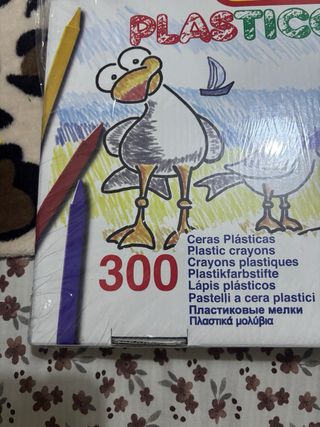 PLASTICO
300
Ceras Plásticas
Plastic crayons
Crayons plastiques
Plastikfarbstifte
Lápis plásticos
Pastelli a cera plastici
Пластиковые мелки
Πλαστικά μολύβια